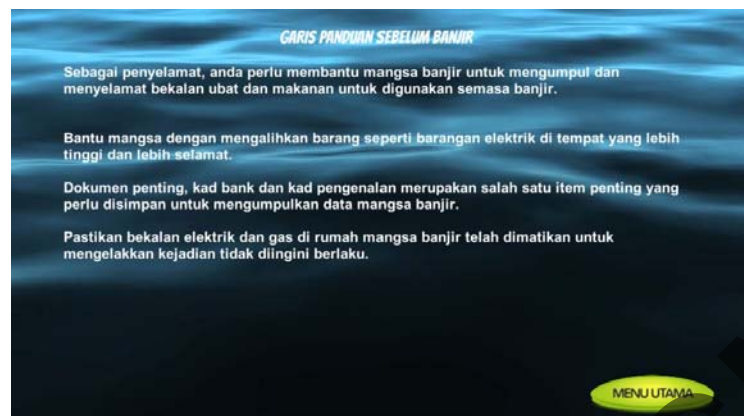 GARIS PANDUAN SEBELUM BANJIR
Sebagai penyelamat, anda perlu membantu mangsa banjir untuk mengumpul dan
menyelamat bekalan ubat dan makanan untuk digunakan semasa banjir.
Bantu mangsa dengan mengalihkan barang seperti barangan elektrik di tempat yang lebih
tinggi dan lebih selamat.
Dokumen penting, kad bank dan kad pengenalan merupakan salah satu item penting yang
perlu disimpan untuk mengumpulkan data mangsa banjir.
Pastikan bekalan elektrik dan gas di rumah mangsa banjir telah dimatikan untuk
mengelakkan kejadian tidak diingini berlaku.
MENU UTAMA